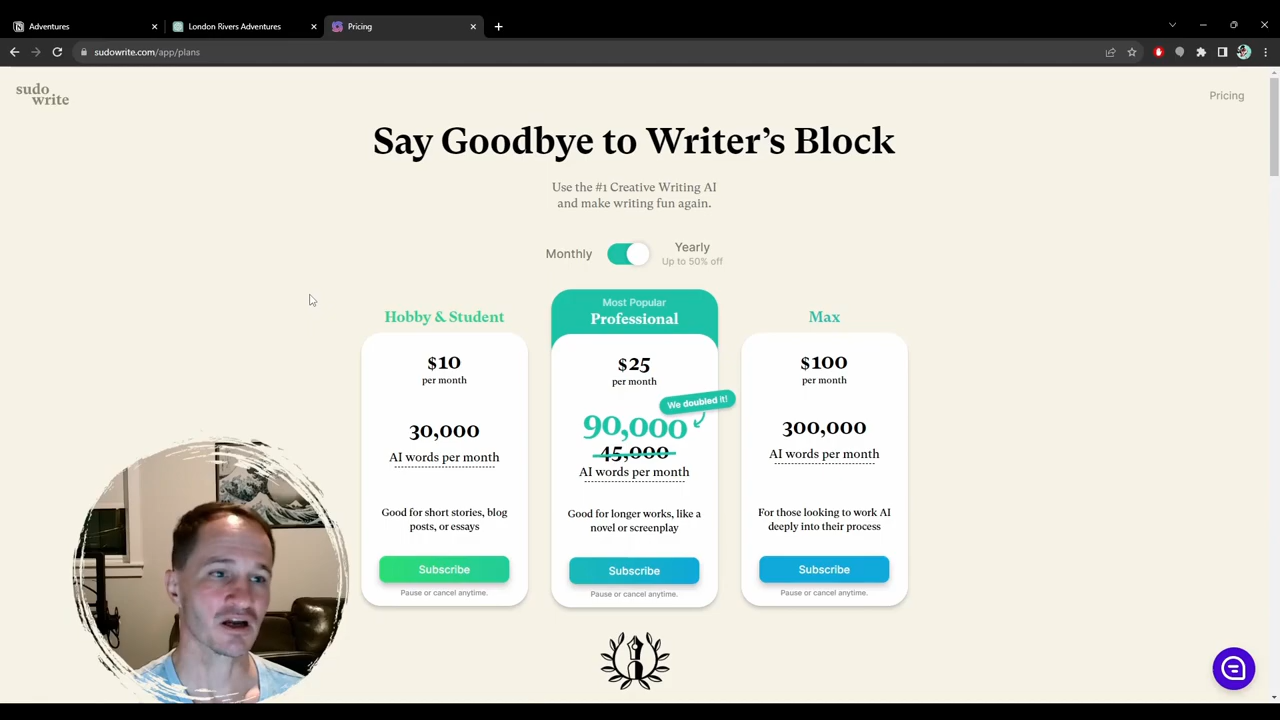 Adventures
London Rivers Adventures
Pricing
sudowrite.com/app/plans
sudo
write
Pricing
Say Goodbye to Writer’s Block
Use the #1 Creative Writing AI
and make writing fun again.
Monthly
Yearly
Up to 50% off
Hobby & Student
$10
per month
30,000
AI words per month
Good for short stories, blog
posts, or essays
Subscribe
Pause or cancel anytime.
Most Popular
Professional
$25
per month
We doubled it!
90,000
45,000
AI words per month
Good for longer works, like a
novel or screenplay
Subscribe
Pause or cancel anytime.
Max
$100
per month
300,000
AI words per month
For those looking to work AI
deeply into their process
Subscribe
Pause or cancel anytime.